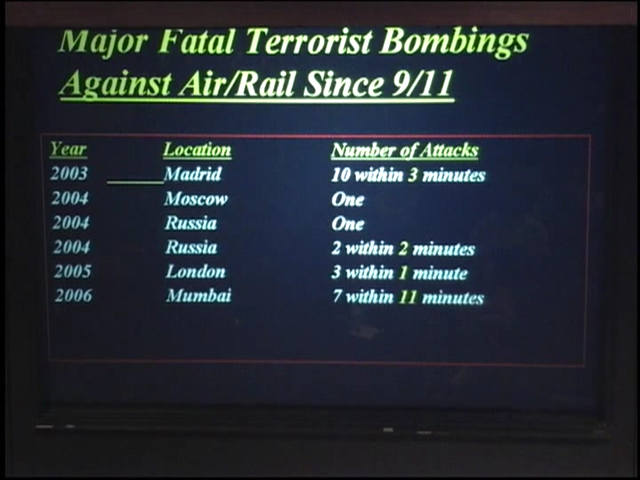 Major Fatal Terrorist Bombings
Against Air/Rail Since 9/11
Year Location Number of Attacks
2003 Madrid 10 within 3 minutes
2004 Moscow One
2004 Russia One
2004 Russia 2 within 2 minutes
2005 London 3 within 1 minute
2006 Mumbai 7 within 11 minutes